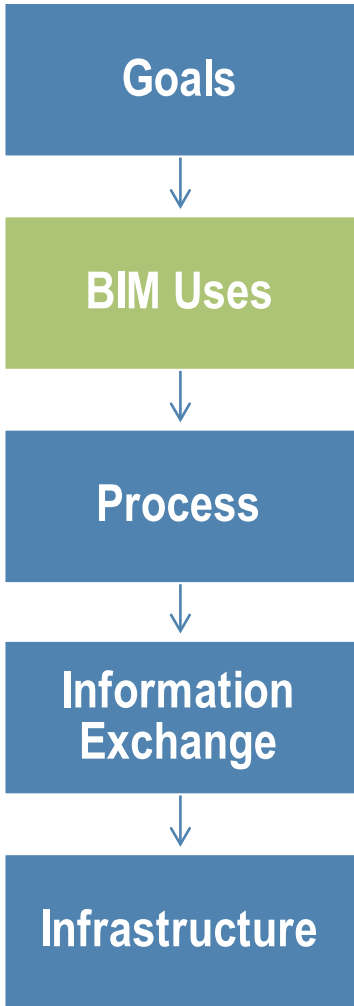 Goals
BIM Uses
Process
Information
Exchange
Infrastructure